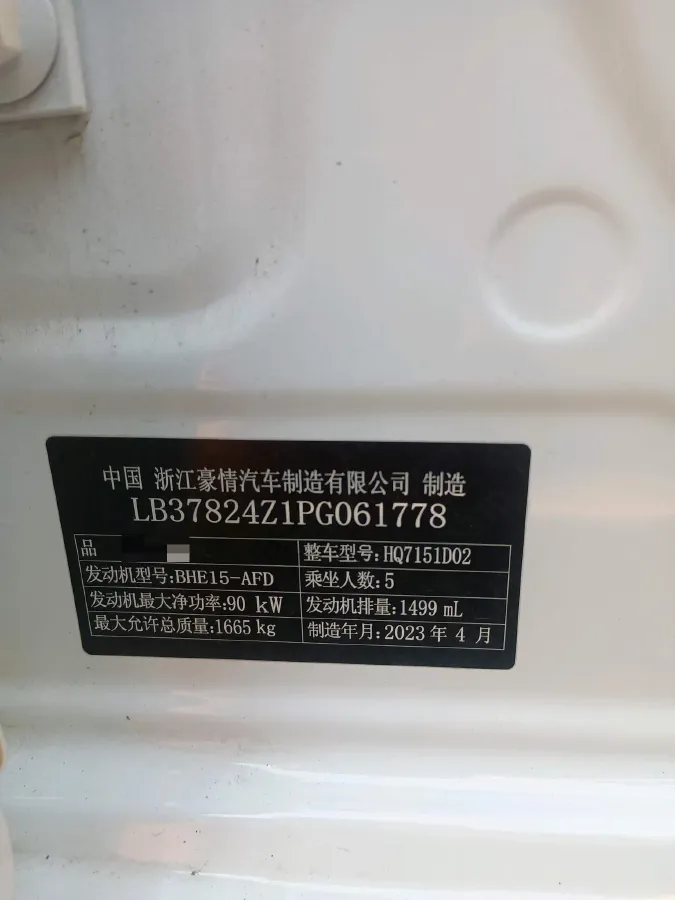 中国 浙江豪情汽车制造有限公司 制造
LB37824Z1PG061778
品
整车型号:HQ7151D02
发动机型号:BHE15-AFD
乘坐人数:5
发动机最大净功率:90 kW
发动机排量:1499 mL
最大允许总质量:1665 kg
制造年月:2023 年 4 月